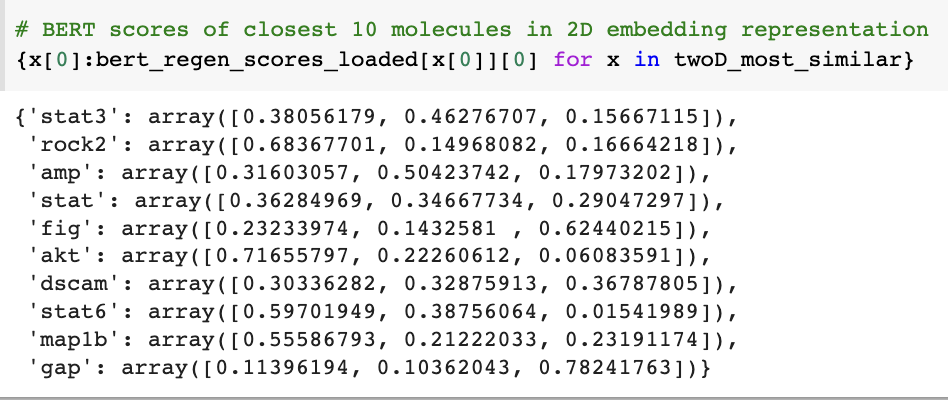 # BERT scores of closest 10 molecules in 2D embedding representation
{x[0]:bert_regen_scores_loaded[x[0]][0] for x in twoD_most_similar}
{'stat3': array([0.38056179, 0.46276707, 0.15667115]),
'rock2': array([0.68367701, 0.14968082, 0.16664218]),
'amp': array([0.31603057, 0.50423742, 0.17973202]),
'stat': array([0.36284969, 0.34667734, 0.29047297]),
'fig': array([0.23233974, 0.1432581 , 0.62440215]),
'akt': array([0.71655797, 0.22260612, 0.06083591]),
'dscam': array([0.30336282, 0.32875913, 0.36787805]),
'stat6': array([0.59701949, 0.38756064, 0.01541989]),
'map1b': array([0.55586793, 0.21222033, 0.23191174]),
'gap': array([0.11396194, 0.10362043, 0.78241763])}